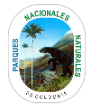 PARQUES
NACIONALES
NATURALES
DE COLOMBIA